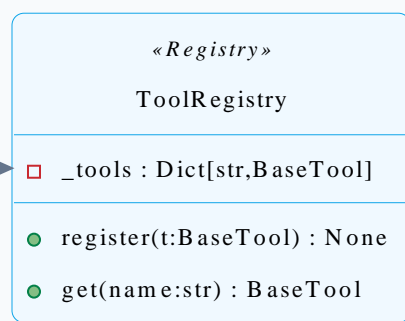 «Registry»
ToolRegistry
_tools : Dict[str,BaseTool]
register(t:BaseTool) : None
get(name:str) : BaseTool